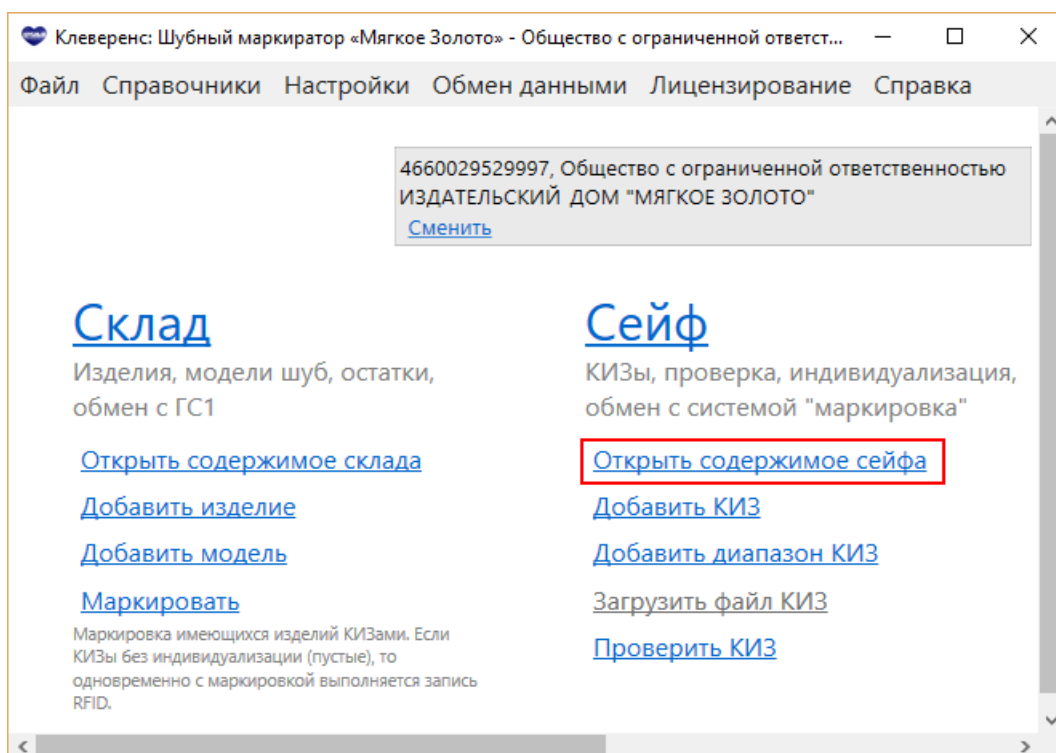 Клеверенс: Шубный маркиратор «Мягкое Золото» - Общество с ограниченной ответст...
Файл Справочники Настройки Обмен данными Лицензирование Справка
4660029529997, Общество с ограниченной ответственностью
ИЗДАТЕЛЬСКИЙ ДОМ "МЯГКОЕ ЗОЛОТО"
Сменить
Склад
Изделия, модели шуб, остатки,
обмен с ГС1
Открыть содержимое склада
Добавить изделие
Добавить модель
Маркировать
Маркировка имеющихся изделий КИЗами. Если
КИЗы без индивидуализации (пустые), то
одновременно с маркировкой выполняется запись
RFID.
Сейф
КИЗы, проверка, индивидуализация,
обмен с системой "маркировка"
Открыть содержимое сейфа
Добавить КИЗ
Добавить диапазон КИЗ
Загрузить файл КИЗ
Проверить КИЗ